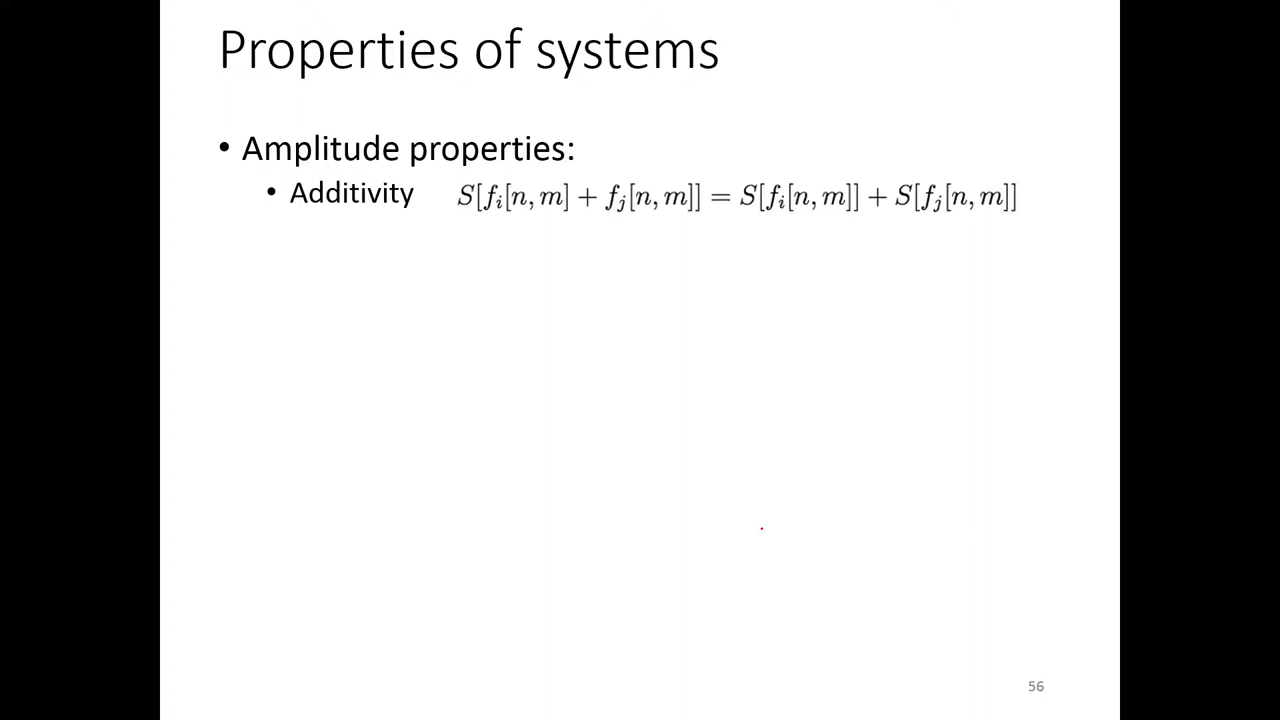 Properties of systems
• Amplitude properties:
• Additivity S[f_i[n, m] + f_j[n, m]] = S[f_i[n, m]] + S[f_j[n, m]]
56